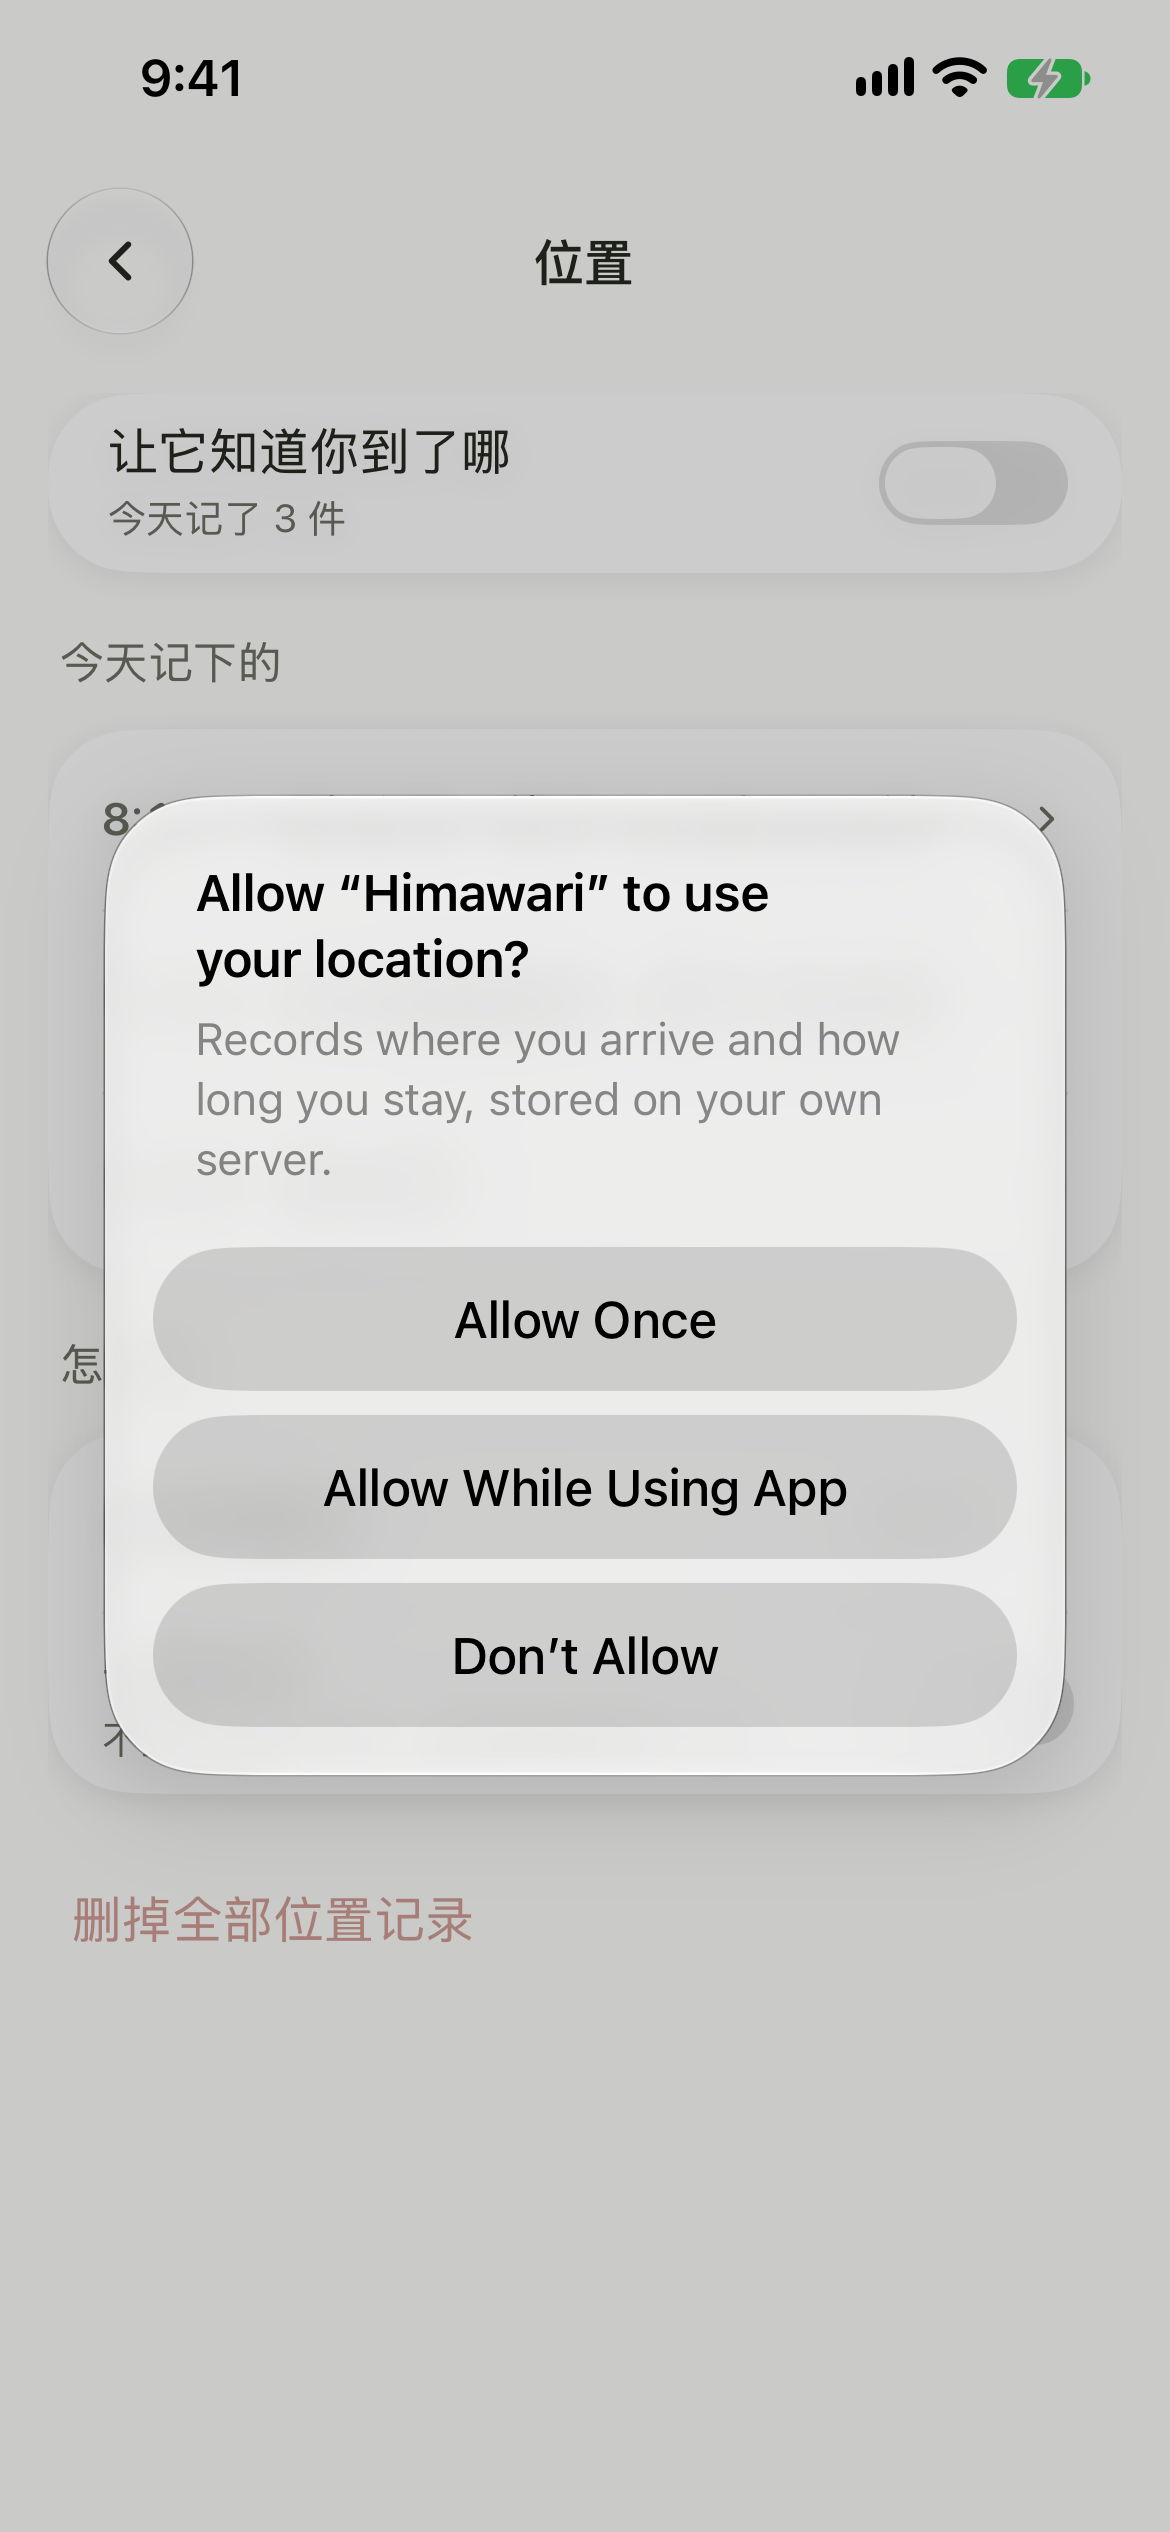 9:41
位置
让它知道你到了哪
今天记了 3 件
今天记下的
Allow “Himawari” to use
your location?
Records where you arrive and how
long you stay, stored on your own
server.
Allow Once
Allow While Using App
Don’t Allow
删掉全部位置记录